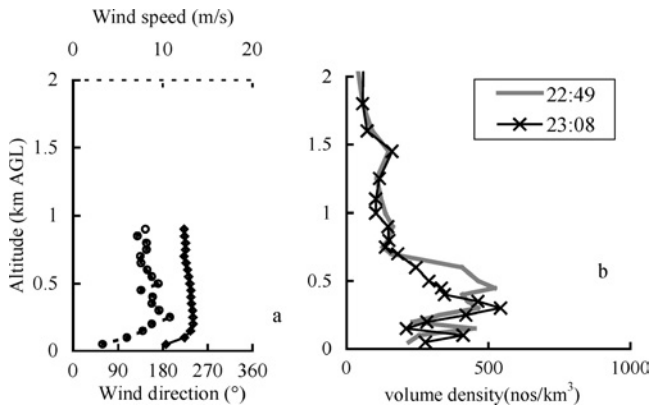 Wind speed (m/s)
0 10 20
2
1.5
1
0.5
0
Altitude (km AGL)
a
0 90 180 270 360
Wind direction (°)
2
1.5
1
0.5
0
22:49
23:08
b
0 500 1000
volume density(nos/km³)